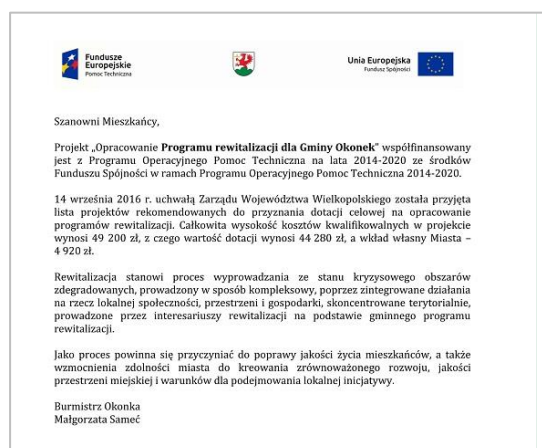 Fundusze
Europejskie
Pomoc Techniczna
Unia Europejska
Fundusz Spójności
Szanowni Mieszkańcy,
Projekt „Opracowanie Programu rewitalizacji dla Gminy Okonek" współfinansowany
jest z Programu Operacyjnego Pomoc Techniczna na lata 2014-2020 ze środków
Funduszu Spójności w ramach Programu Operacyjnego Pomoc Techniczna 2014-2020.
14 września 2016 r. uchwałą Zarządu Województwa Wielkopolskiego została przyjęta
lista projektów rekomendowanych do przyznania dotacji celowej na opracowanie
programów rewitalizacji. Całkowita wysokość kosztów kwalifikowalnych w projekcie
wynosi 49 200 zł, z czego wartość dotacji wynosi 44 280 zł, a wkład własny Miasta –
4 920 zł.
Rewitalizacja stanowi proces wyprowadzania ze stanu kryzysowego obszarów
zdegradowanych, prowadzony w sposób kompleksowy, poprzez zintegrowane działania
na rzecz lokalnej społeczności, przestrzeni i gospodarki, skoncentrowane terytorialnie,
prowadzone przez interesariuszy rewitalizacji na podstawie gminnego programu
rewitalizacji.
Jako proces powinna się przyczyniać do poprawy jakości życia mieszkańców, a także
wzmocnienia zdolności miasta do kreowania zrównoważonego rozwoju, jakości
przestrzeni miejskiej i warunków dla podejmowania lokalnej inicjatywy.
Burmistrz Okonka
Małgorzata Sameć